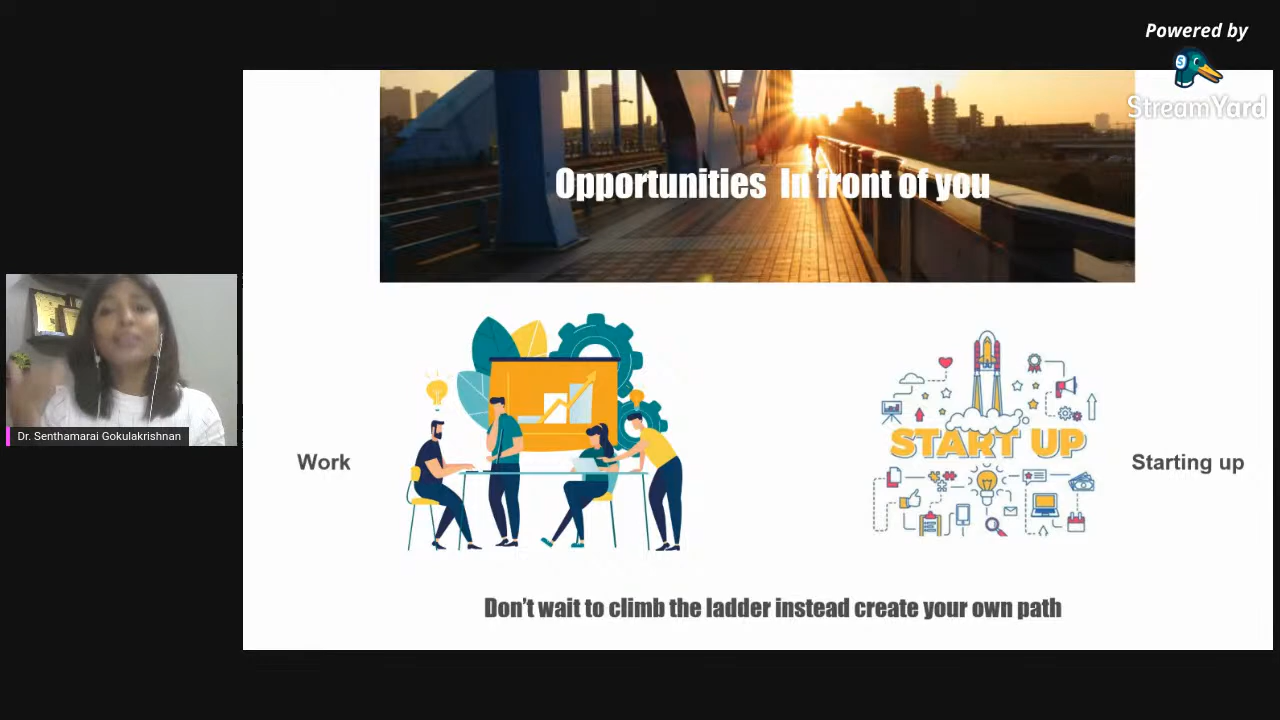 Powered by
StreamYard
Opportunities In front of you
Work
START UP
Starting up
Dr. Senthamarai Gokulakrishnan
Don't wait to climb the ladder instead create your own path